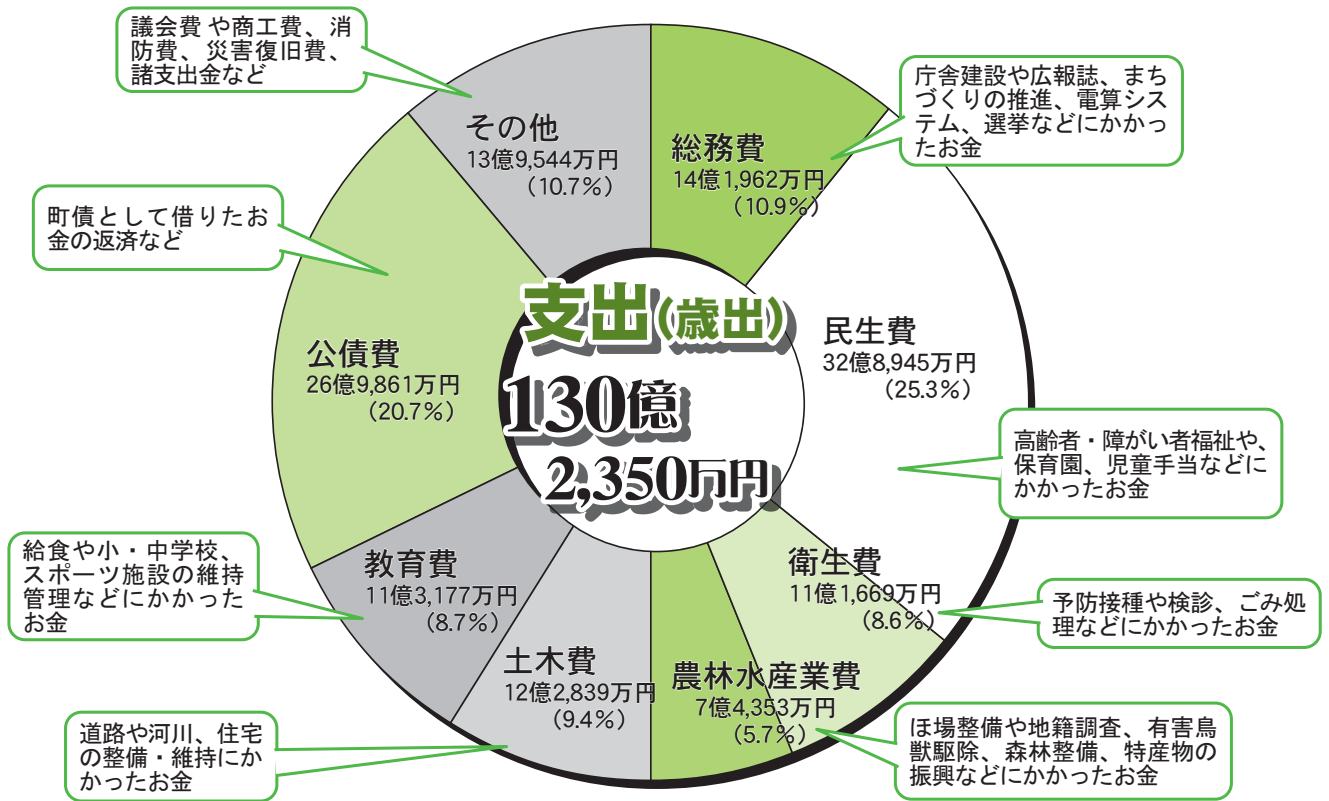 支出(歳出)
130億
2,350万円
総務費
14億1,962万円
(10.9%)
庁舎建設や広報誌、まち
づくりの推進、電算シス
テム、選挙などにかかっ
たお金
民生費
32億8,945万円
(25.3%)
高齢者・障がい者福祉や、
保育園、児童手当などに
かかったお金
衛生費
11億1,669万円
(8.6%)
予防接種や検診、ごみ処
理などにかかったお金
農林水産業費
7億4,353万円
(5.7%)
ほ場整備や地籍調査、有害鳥
獣駆除、森林整備、特産物の
振興などにかかったお金
土木費
12億2,839万円
(9.4%)
道路や河川、住宅
の整備・維持にか
かったお金
教育費
11億3,177万円
(8.7%)
給食や小・中学校、
スポーツ施設の維持
管理などにかかった
お金
公債費
26億9,861万円
(20.7%)
町債として借りたお
金の返済など
その他
13億9,544万円
(10.7%)
議会費や商工費、消
防費、災害復旧費、
諸支出金など